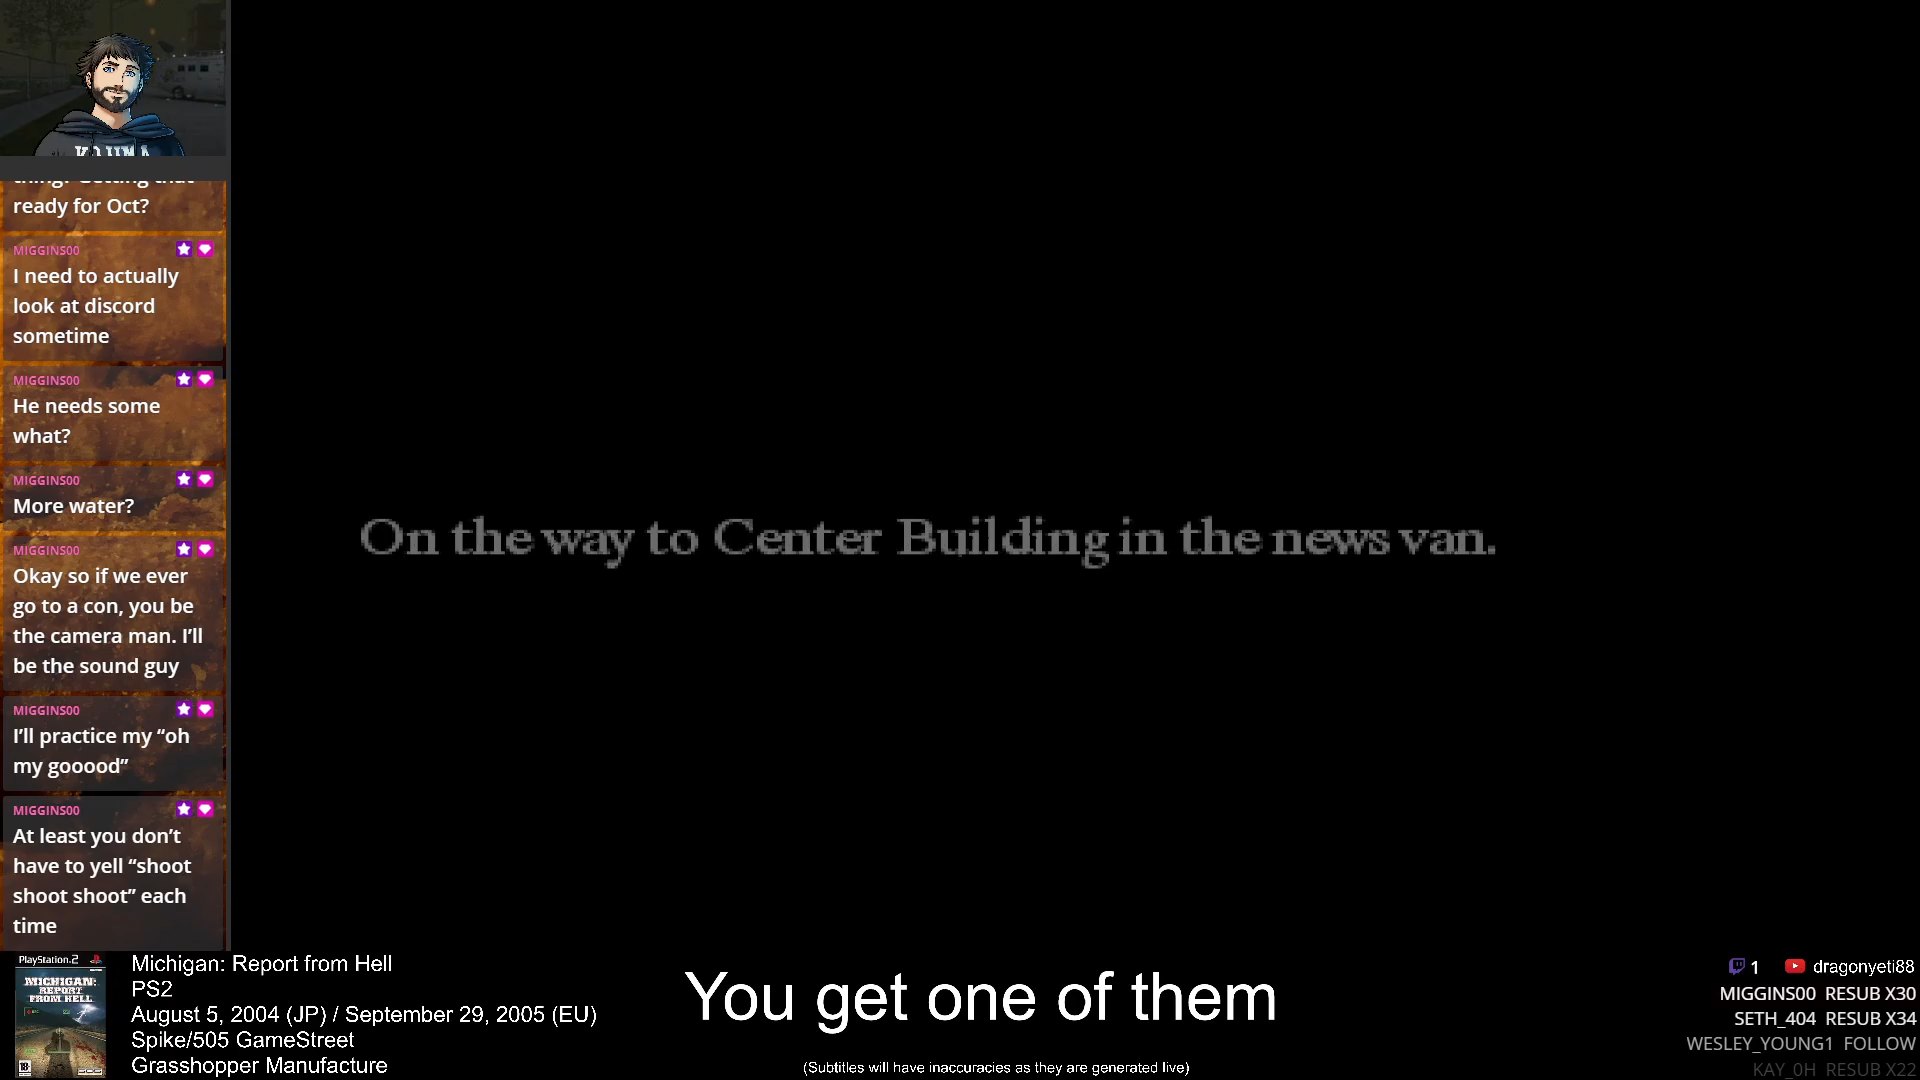 KOJIMA
ready for Oct?
MIGGINS00
I need to actually
look at discord
sometime
MIGGINS00
He needs some
what?
MIGGINS00
More water?
MIGGINS00
Okay so if we ever
go to a con, you be
the camera man. I’ll
be the sound guy
MIGGINS00
I’ll practice my “oh
my gooood”
MIGGINS00
At least you don’t
have to yell “shoot
shoot shoot” each
time
On the way to Center Building in the news van.
PlayStation.2
MICHIGAN:
REPORT
FROM HELL
18
505
Michigan: Report from Hell
PS2
August 5, 2004 (JP) / September 29, 2005 (EU)
Spike/505 GameStreet
Grasshopper Manufacture
You get one of them
(Subtitles will have inaccuracies as they are generated live)
1 dragonyeti88
MIGGINS00 RESUB X30
SETH_404 RESUB X34
WESLEY_YOUNG1 FOLLOW
KAY_0H RESUB X22